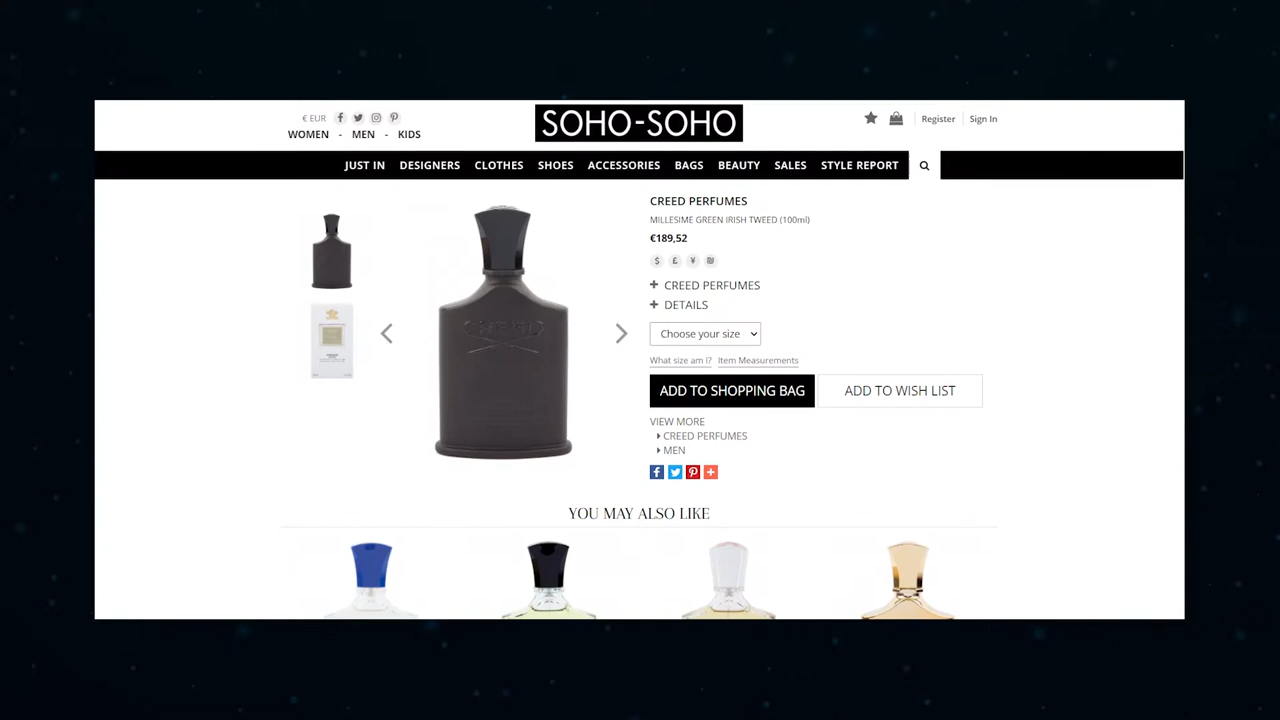 € EUR
WOMEN - MEN - KIDS
SOHO-SOHO
Register
Sign In
JUST IN DESIGNERS CLOTHES SHOES ACCESSORIES BAGS BEAUTY SALES STYLE REPORT
CREED PERFUMES
MILLESIME GREEN IRISH TWEED (100ml)
€189,52
$ £ ¥ ₪
+ CREED PERFUMES
+ DETAILS
Choose your size
What size am I? Item Measurements
ADD TO SHOPPING BAG
ADD TO WISH LIST
VIEW MORE
CREED PERFUMES
MEN
YOU MAY ALSO LIKE